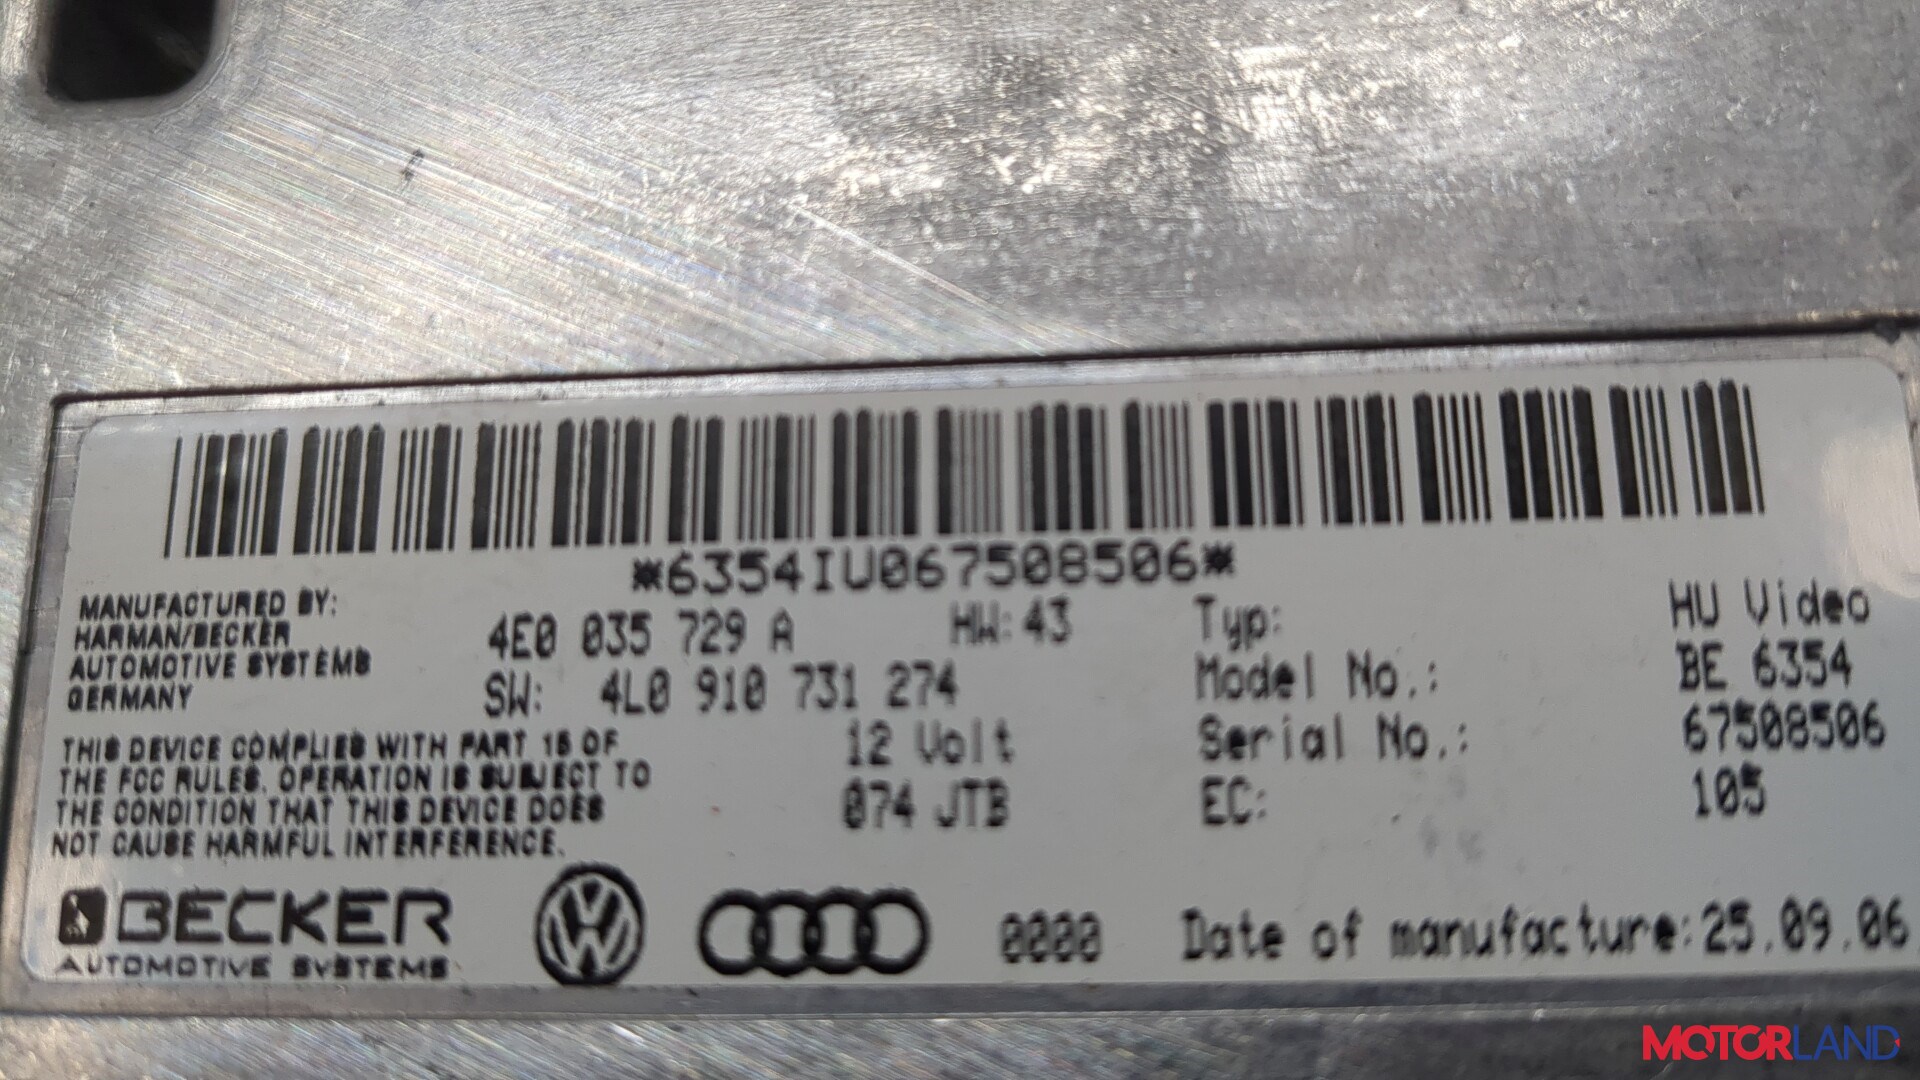 *6354IU067508506*
MANUFACTURED BY:
HARMAN/BECKER
AUTOMOTIVE SYSTEMS
GERMANY
4E0 035 729 A HW: 43
SW: 4L0 910 731 274
12 Volt
074 JTB
Typ: HU Video
Model No.: BE 6354
Serial No.: 67508506
EC: 105
THIS DEVICE COMPLIES WITH PART 15 OF
THE FCC RULES. OPERATION IS SUBJECT TO
THE CONDITION THAT THIS DEVICE DOES
NOT CAUSE HARMFUL INTERFERENCE.
BECKER
AUTOMOTIVE SYSTEMS
0000 Date of manufacture: 25.09.06
MOTORLAND